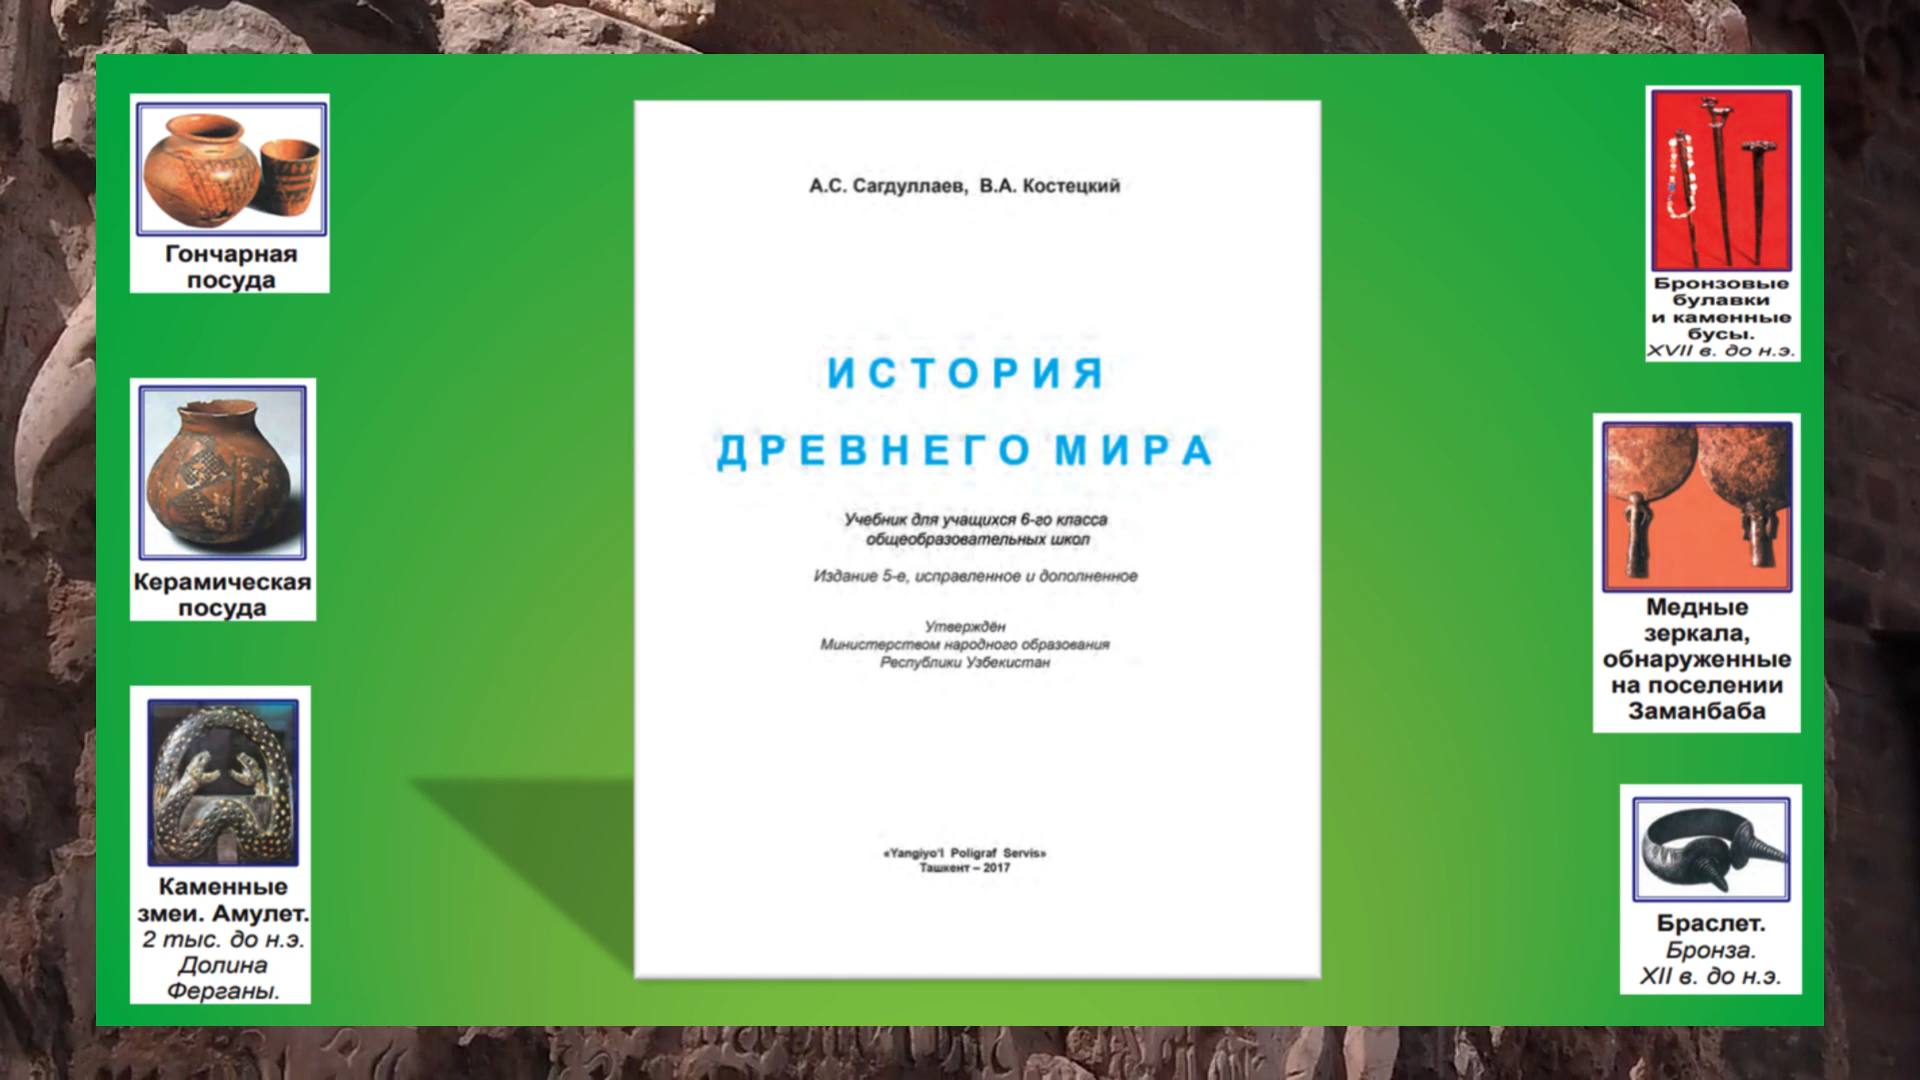 Гончарная
посуда
Керамическая
посуда
Каменные
змеи. Амулет.
2 тыс. до н.э.
Долина
Ферганы.
А.С. Сагдуллаев, В.А. Костецкий
ИСТОРИЯ
ДРЕВНЕГО МИРА
Учебник для учащихся 6-го класса
общеобразовательных школ
Издание 5-е, исправленное и дополненное
Утверждён
Министерством народного образования
Республики Узбекистан
«Yangiyo‘l Poligraf Servis»
Ташкент – 2017
Бронзовые
булавки
и каменные
бусы.
XVII в. до н.э.
Медные
зеркала,
обнаруженные
на поселении
Заманбаба
Браслет.
Бронза.
XII в. до н.э.